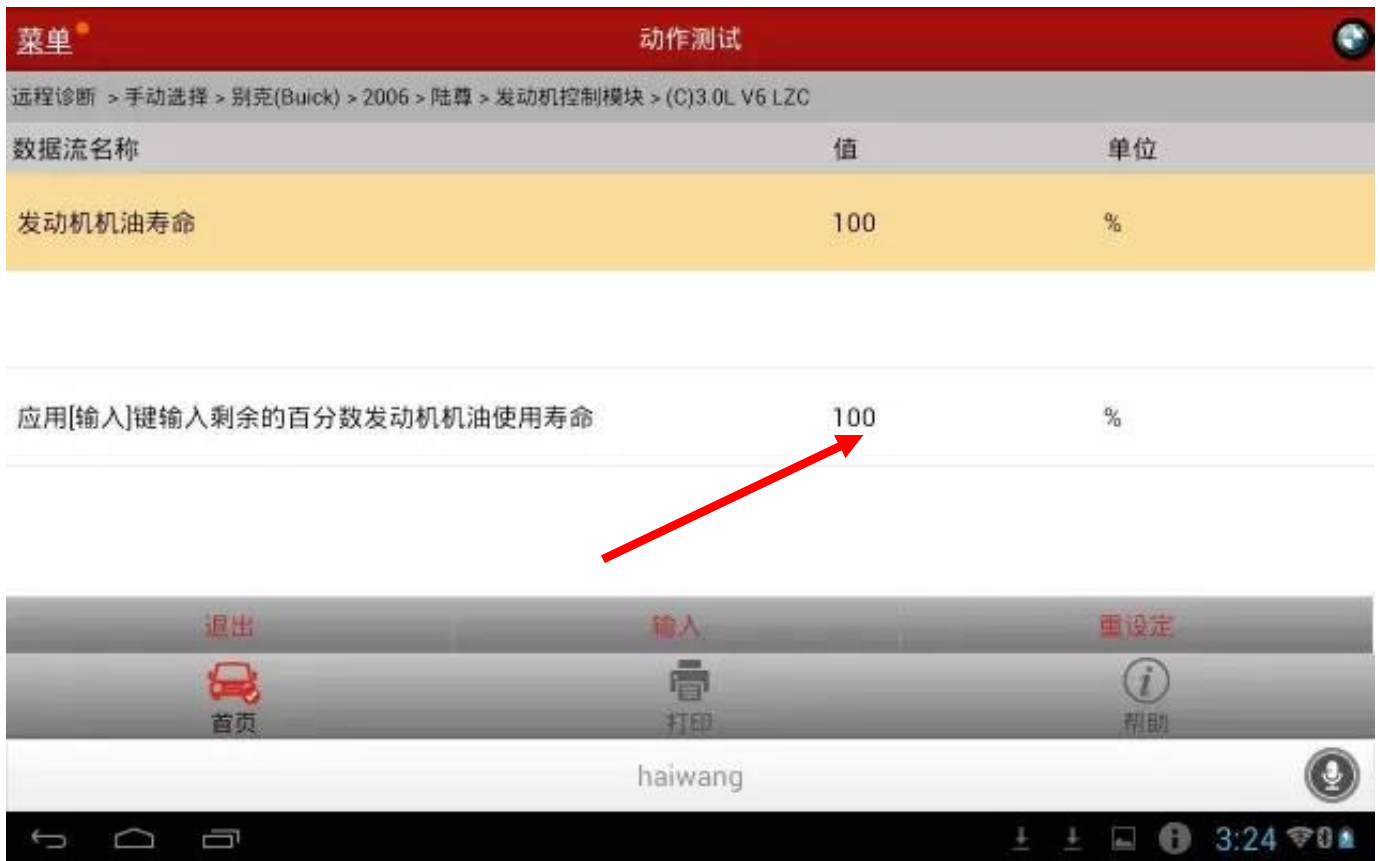 菜单 动作测试
远程诊断 > 手动选择 > 别克(Buick) > 2006 > 陆尊 > 发动机控制模块 > (C)3.0L V6 LZC
数据流名称 值 单位
发动机机油寿命 100 %
应用[输入]键输入剩余的百分数发动机机油使用寿命 100 %
退出 输入 重设定
首页 打印 帮助
haiwang
3:24